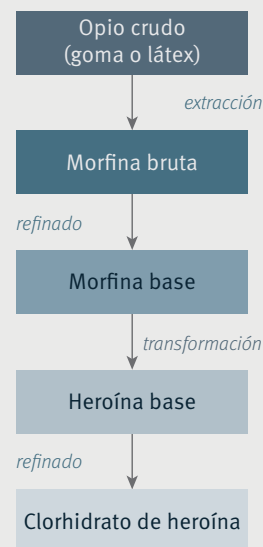 Opio crudo
(goma o látex)
extracción
Morfina bruta
refinado
Morfina base
transformación
Heroína base
refinado
Clorhidrato de heroína